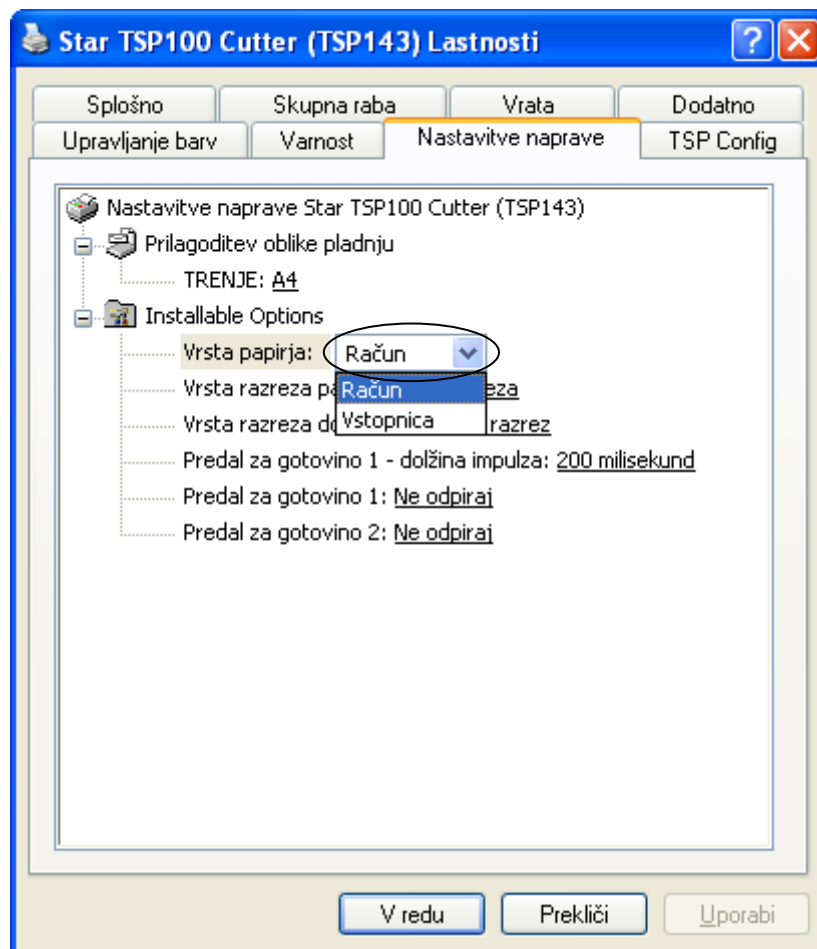 Star TSP100 Cutter (TSP143) Lastnosti
Splošno Skupna raba Vrata Dodatno
Upravljanje barv Varnost Nastavitve naprave TSP Config
Nastavitve naprave Star TSP100 Cutter (TSP143)
Prilagoditev oblike pladnju
TRENJE: A4
Installable Options
Vrsta papirja: Račun
Račun
Vstopnica
Vrsta razreza
Vrsta razreza razrez
Predal za gotovino 1 - dolžina impulza: 200 milisekund
Predal za gotovino 1: Ne odpiraj
Predal za gotovino 2: Ne odpiraj
V redu Prekliči Uporabi